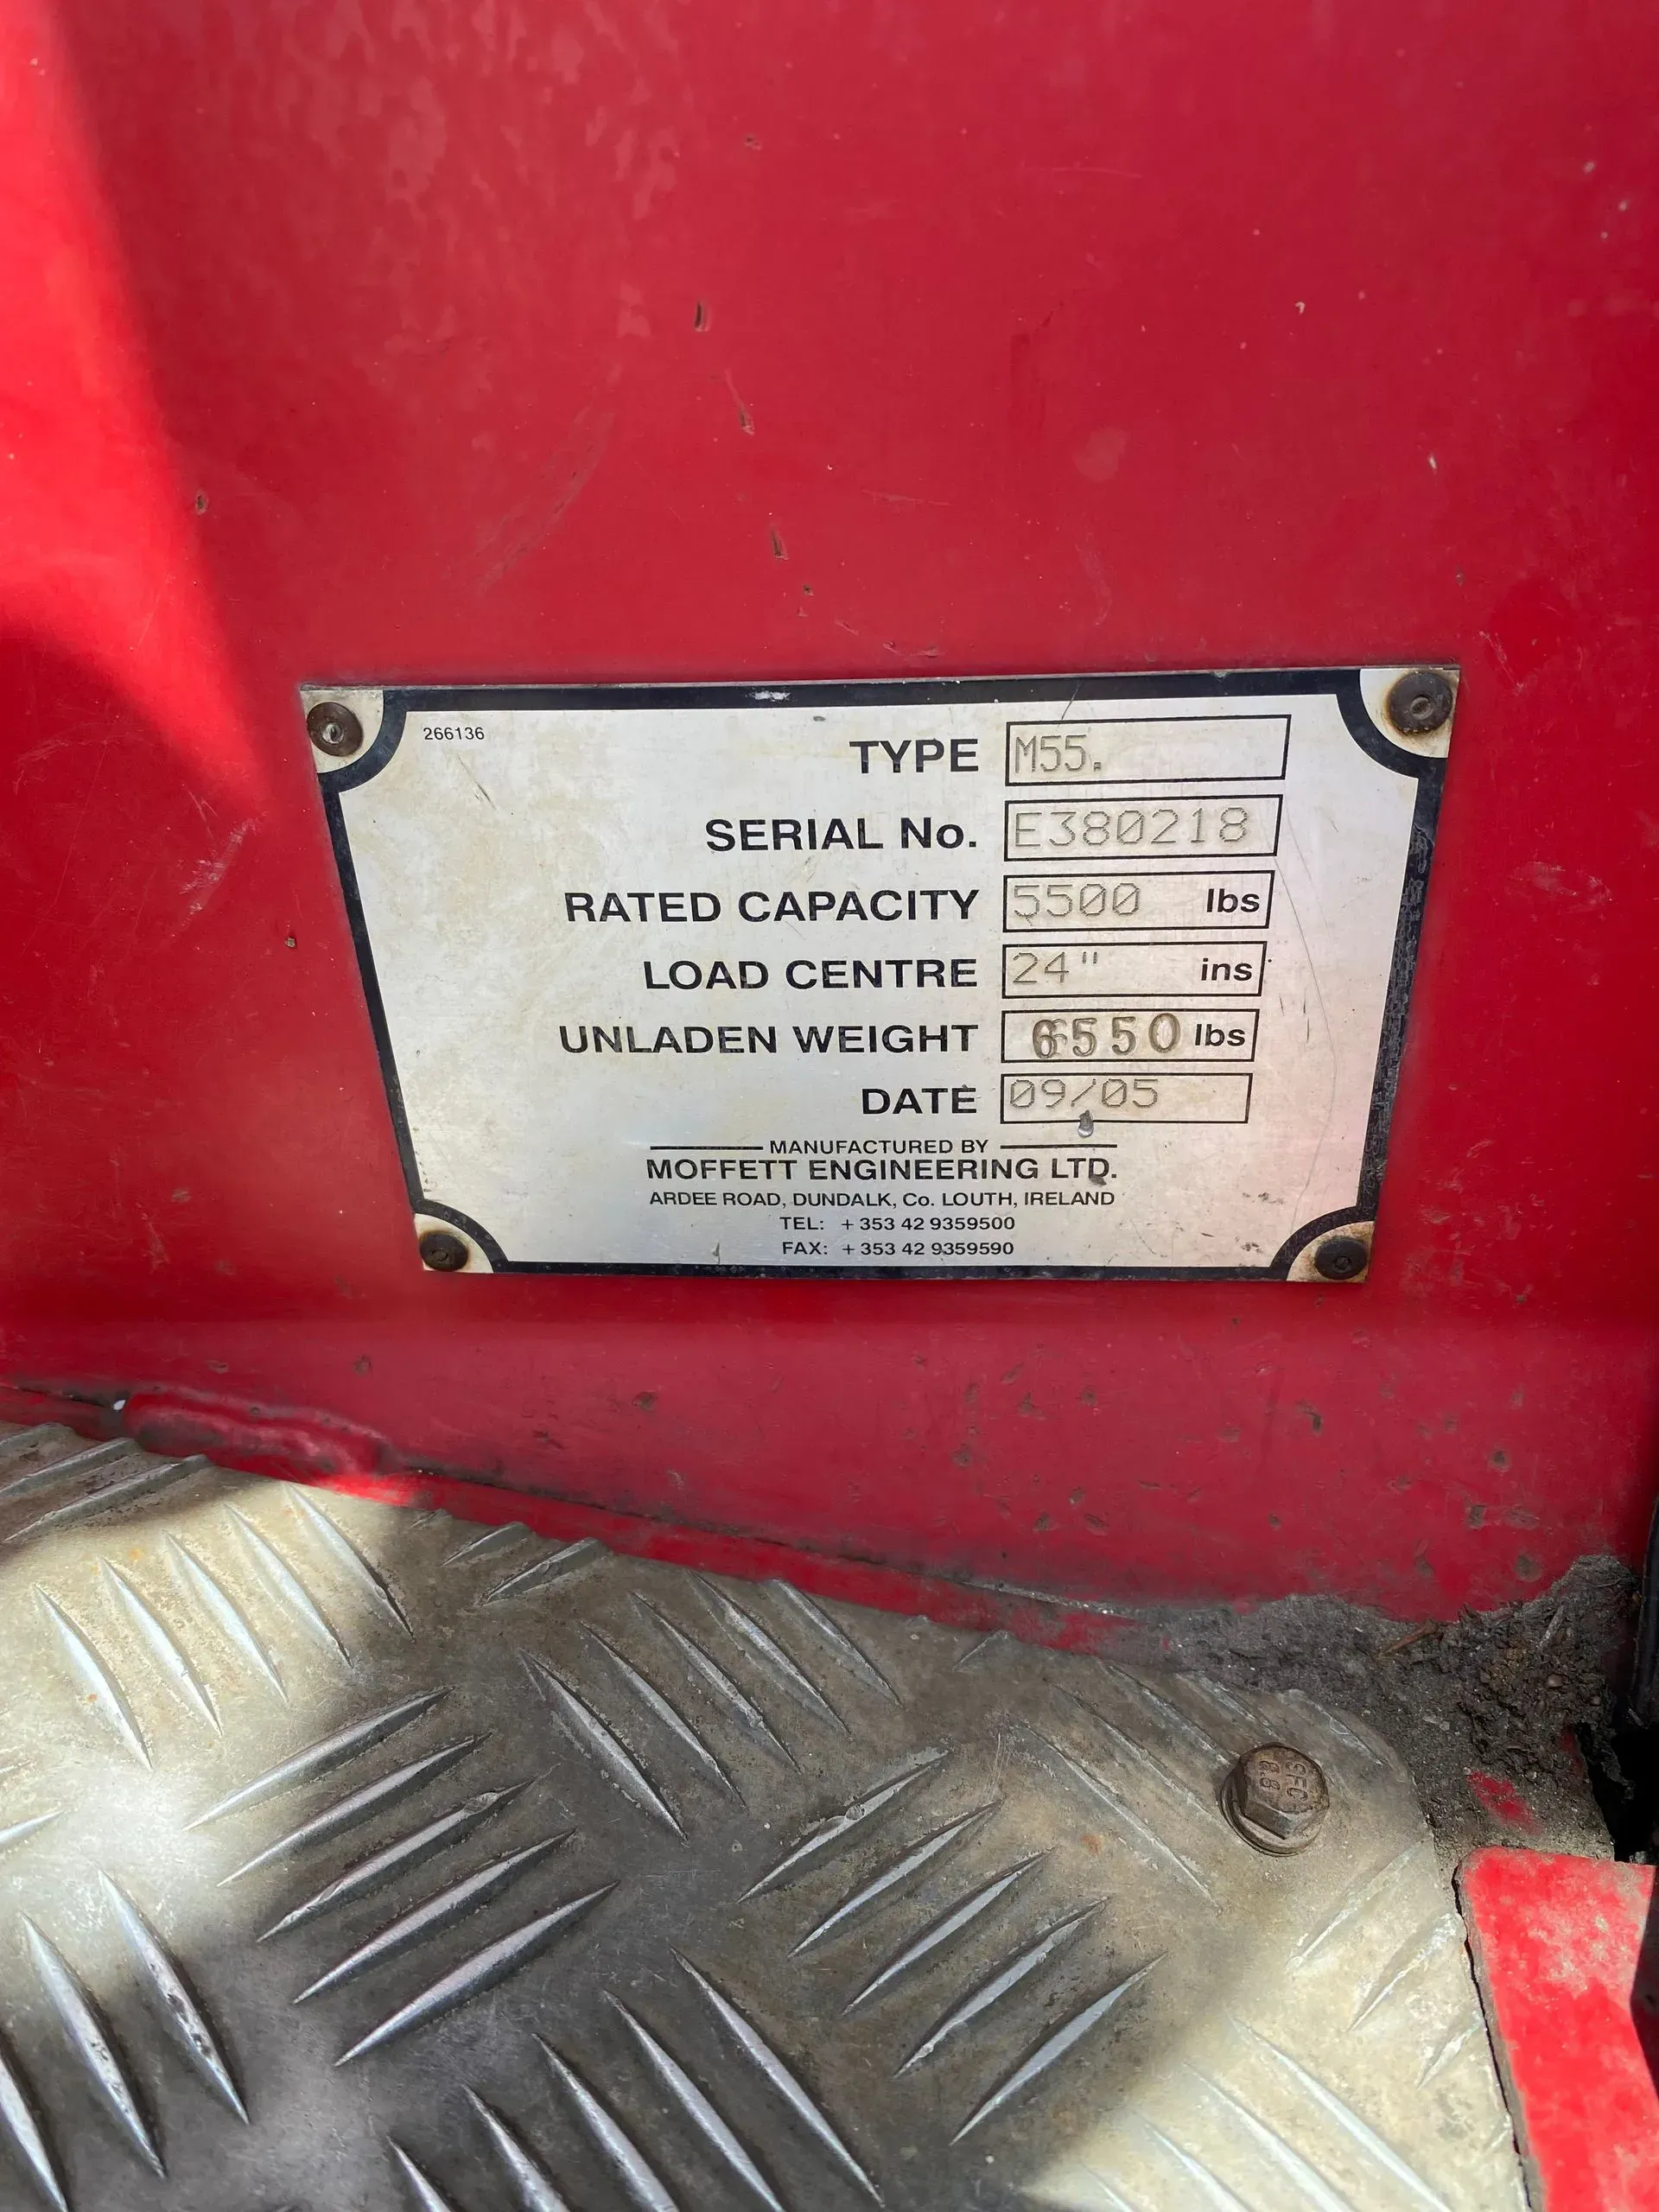 266136
TYPE M55.
SERIAL No. E380218
RATED CAPACITY 5500 lbs
LOAD CENTRE 24" ins
UNLADEN WEIGHT 6550 lbs
DATE 09/05
MANUFACTURED BY
MOFFETT ENGINEERING LTD.
ARDEE ROAD, DUNDALK, Co. LOUTH, IRELAND
TEL: +353 42 9359500
FAX: +353 42 9359590
8.8